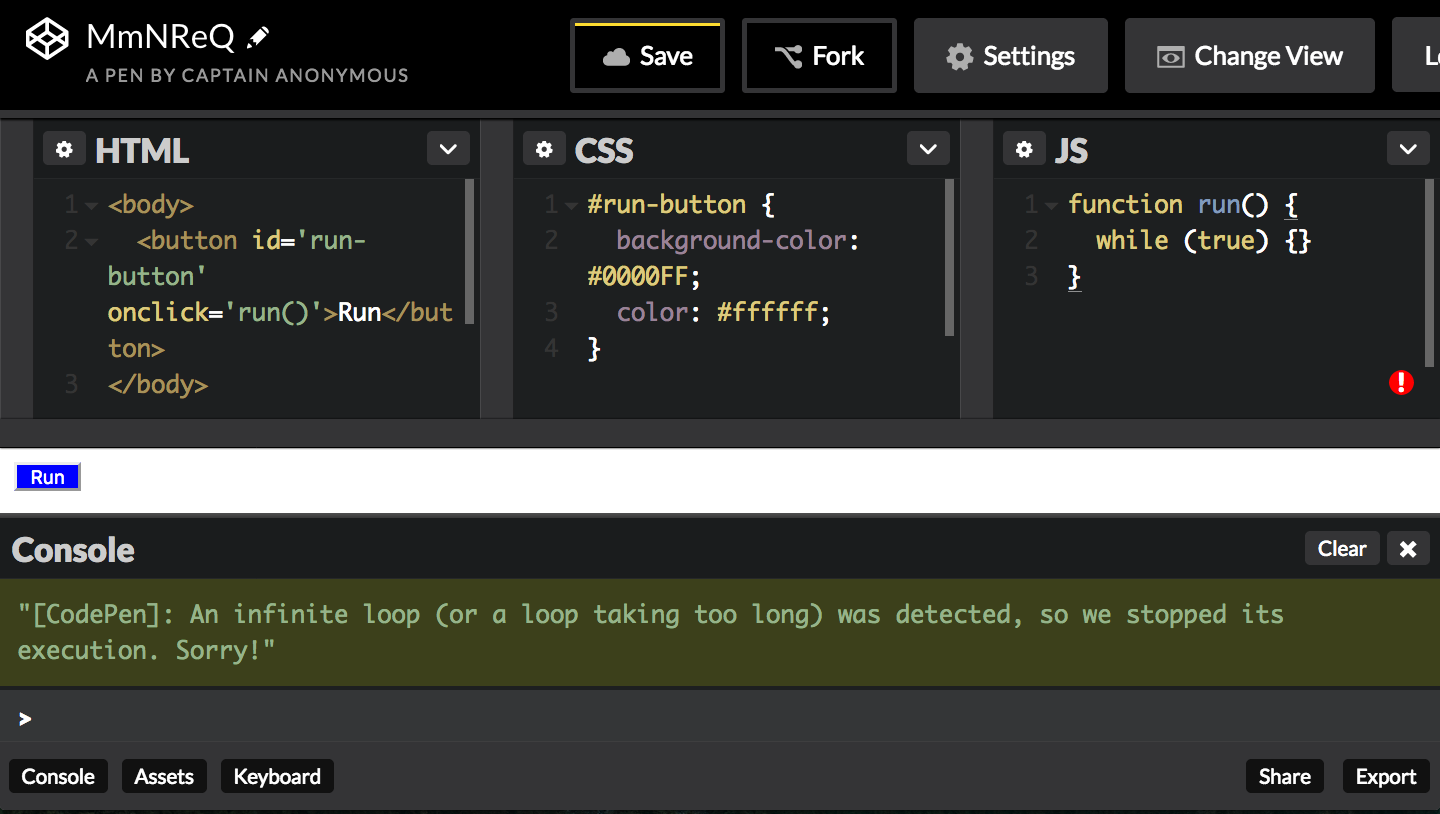 MmNReQ
A PEN BY CAPTAIN ANONYMOUS
Save
Fork
Settings
Change View
HTML
1 <body>
2 <button id='run-
button'
onclick='run()'>Run</but
ton>
3 </body>
CSS
1 #run-button {
2 background-color:
#0000FF;
3 color: #ffffff;
4 }
JS
1 function run() {
2 while (true) {}
3 }
Run
Console
Clear
"[CodePen]: An infinite loop (or a loop taking too long) was detected, so we stopped its
execution. Sorry!"
>
Console
Assets
Keyboard
Share
Export